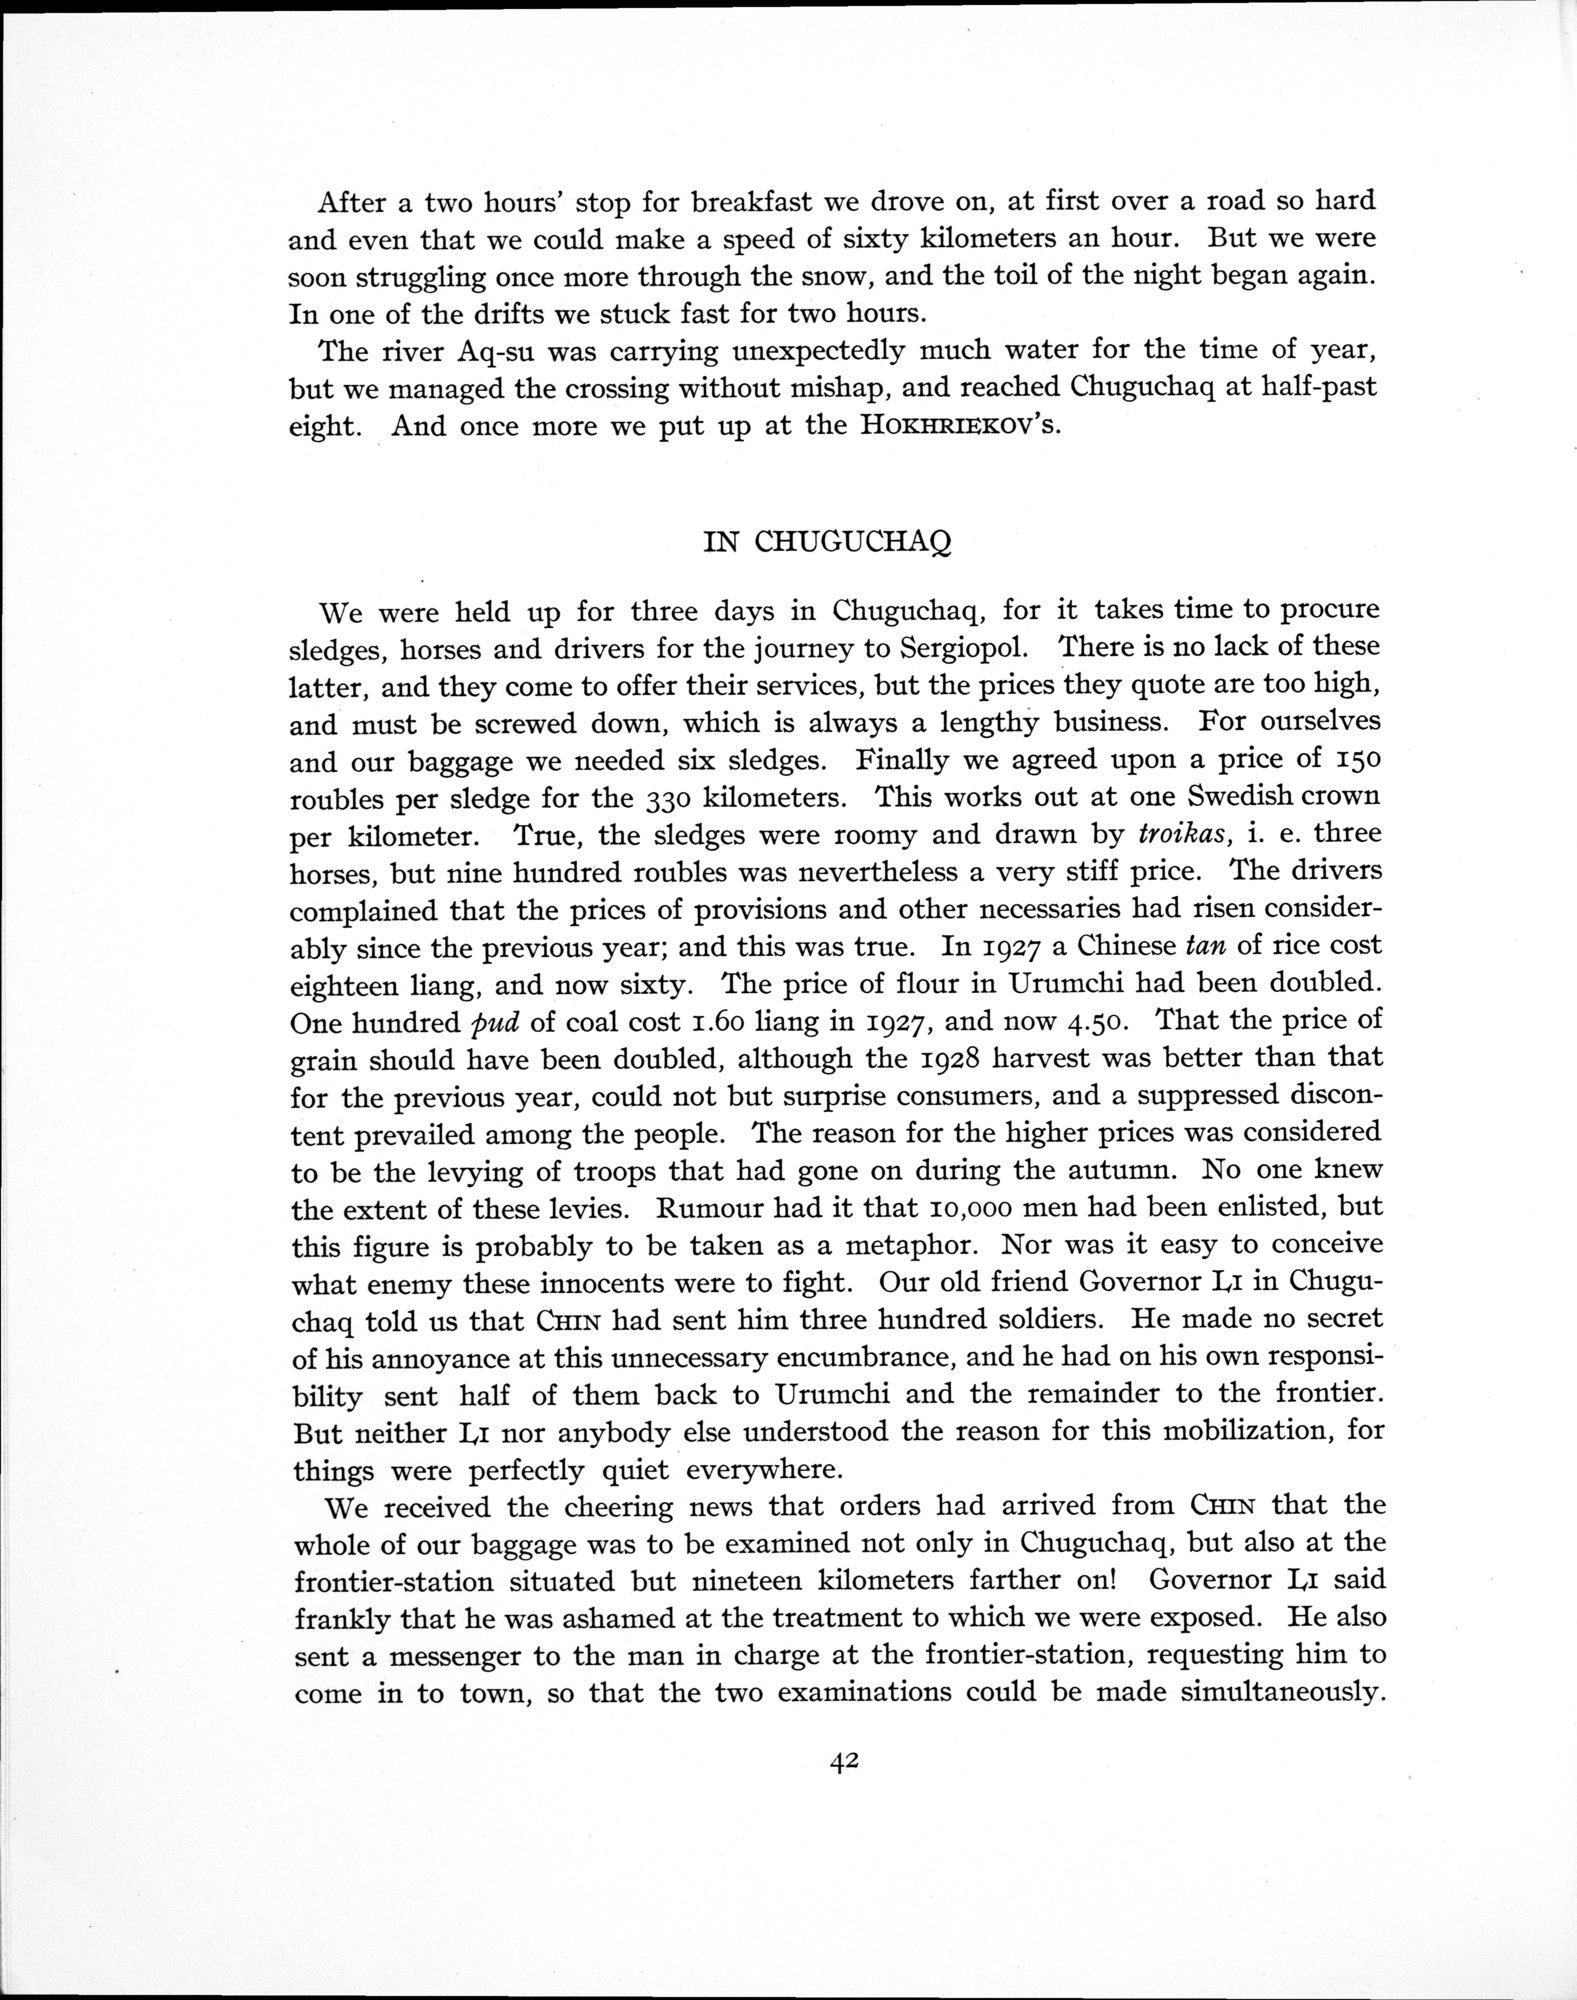 After a two hours' stop for breakfast we drove on, at first over a road so hard
and even that we could make a speed of sixty kilometers an hour. But we were
soon struggling once more through the snow, and the toil of the night began again.
In one of the drifts we stuck fast for two hours.
The river Aq-su was carrying unexpectedly much water for the time of year,
but we managed the crossing without mishap, and reached Chuguchaq at half-past
eight. And once more we put up at the HOKHRIEKOV's.
IN CHUGUCHAQ
We were held up for three days in Chuguchaq, for it takes time to procure
sledges, horses and drivers for the journey to Sergiopol. There is no lack of these
latter, and they come to offer their services, but the prices they quote are too high,
and must be screwed down, which is always a lengthy business. For ourselves
and our baggage we needed six sledges. Finally we agreed upon a price of 150
roubles per sledge for the 330 kilometers. This works out at one Swedish crown
per kilometer. True, the sledges were roomy and drawn by troikas, i. e. three
horses, but nine hundred roubles was nevertheless a very stiff price. The drivers
complained that the prices of provisions and other necessaries had risen consider-
ably since the previous year; and this was true. In 1927 a Chinese tan of rice cost
eighteen liang, and now sixty. The price of flour in Urumchi had been doubled.
One hundred pud of coal cost 1.60 liang in 1927, and now 4.50. That the price of
grain should have been doubled, although the 1928 harvest was better than that
for the previous year, could not but surprise consumers, and a suppressed discon-
tent prevailed among the people. The reason for the higher prices was considered
to be the levying of troops that had gone on during the autumn. No one knew
the extent of these levies. Rumour had it that 10,000 men had been enlisted, but
this figure is probably to be taken as a metaphor. Nor was it easy to conceive
what enemy these innocents were to fight. Our old friend Governor LI in Chugu-
chaq told us that CHIN had sent him three hundred soldiers. He made no secret
of his annoyance at this unnecessary encumbrance, and he had on his own responsi-
bility sent half of them back to Urumchi and the remainder to the frontier.
But neither LI nor anybody else understood the reason for this mobilization, for
things were perfectly quiet everywhere.
We received the cheering news that orders had arrived from CHIN that the
whole of our baggage was to be examined not only in Chuguchaq, but also at the
frontier-station situated but nineteen kilometers farther on! Governor LI said
frankly that he was ashamed at the treatment to which we were exposed. He also
sent a messenger to the man in charge at the frontier-station, requesting him to
come in to town, so that the two examinations could be made simultaneously.
42